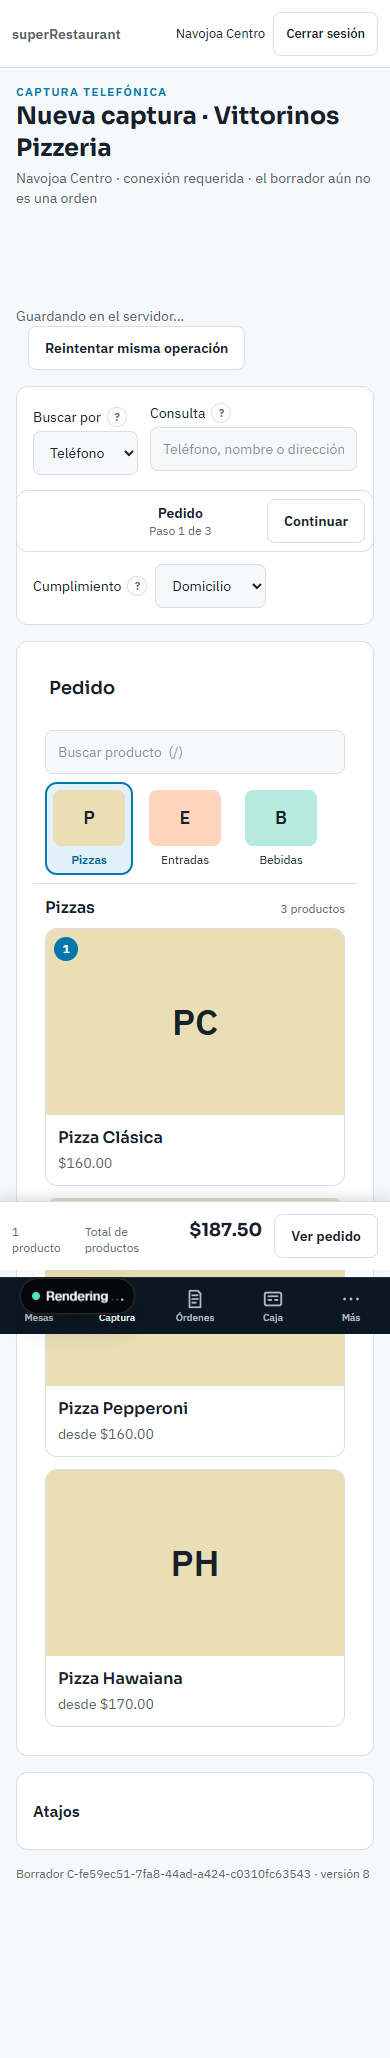 superRestaurant
Navojoa Centro
Cerrar sesión
CAPTURA TELEFÓNICA
Nueva captura · Vittorinos
Pizzeria
Navojoa Centro · conexión requerida · el borrador aún no
es una orden
Guardando en el servidor...
Reintentar misma operación
Buscar por ?
Consulta ?
Teléfono
Teléfono, nombre o dirección
Pedido
Paso 1 de 3
Continuar
Cumplimiento ?
Domicilio
Pedido
Buscar producto (/)
P
E
B
Pizzas
Entradas
Bebidas
Pizzas
3 productos
1
PC
Pizza Clásica
$160.00
1
producto
Total de
productos
$187.50
Ver pedido
Rendering...
Mesas
Captura
Órdenes
Caja
Más
Pizza Pepperoni
desde $160.00
PH
Pizza Hawaiana
desde $170.00
Atajos
Borrador C-fe59ec51-7fa8-44ad-a424-c0310fc63543 · versión 8